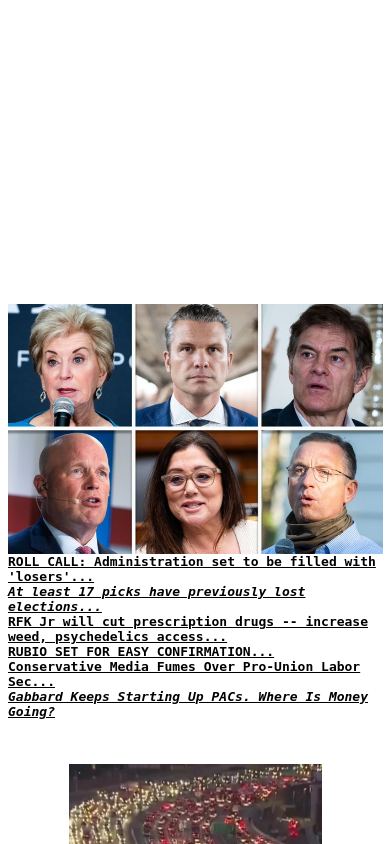 F   PO
ROLL CALL: Administration set to be filled with
'losers'...
At least 17 picks have previously lost
elections...
RFK Jr will cut prescription drugs -- increase
weed, psychedelics access...
RUBIO SET FOR EASY CONFIRMATION...
Conservative Media Fumes Over Pro-Union Labor
Sec...
Gabbard Keeps Starting Up PACs. Where Is Money
Going?